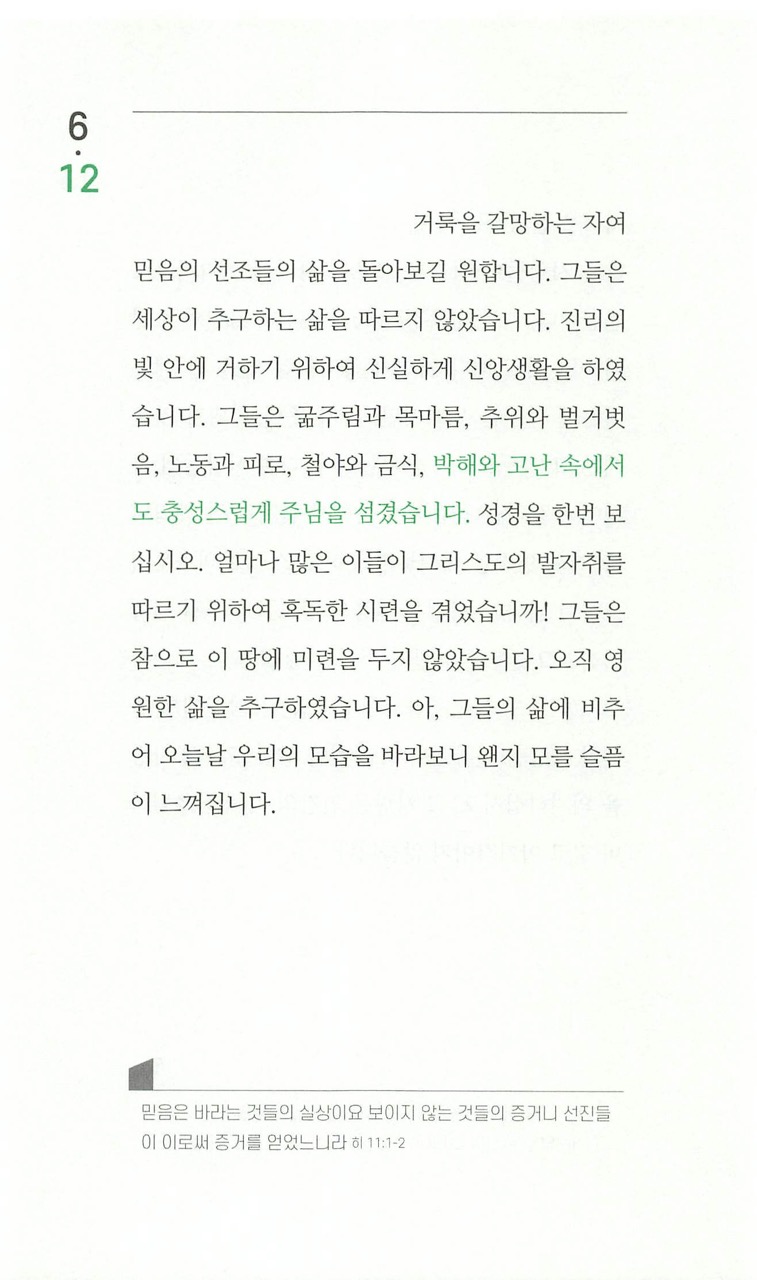 6
.
12
거룩을 갈망하는 자여
믿음의 선조들의 삶을 돌아보길 원합니다. 그들은
세상이 추구하는 삶을 따르지 않았습니다. 진리의
빛 안에 거하기 위하여 신실하게 신앙생활을 하였
습니다. 그들은 굶주림과 목마름, 추위와 벌거벗
음, 노동과 피로, 철야와 금식, 박해와 고난 속에서
도 충성스럽게 주님을 섬겼습니다. 성경을 한번 보
십시오. 얼마나 많은 이들이 그리스도의 발자취를
따르기 위하여 혹독한 시련을 겪었습니까! 그들은
참으로 이 땅에 미련을 두지 않았습니다. 오직 영
원한 삶을 추구하였습니다. 아, 그들의 삶에 비추
어 오늘날 우리의 모습을 바라보니 왠지 모를 슬픔
이 느껴집니다.
믿음은 바라는 것들의 실상이요 보이지 않는 것들의 증거니 선진들
이 이로써 증거를 얻었느니라 히 11:1-2